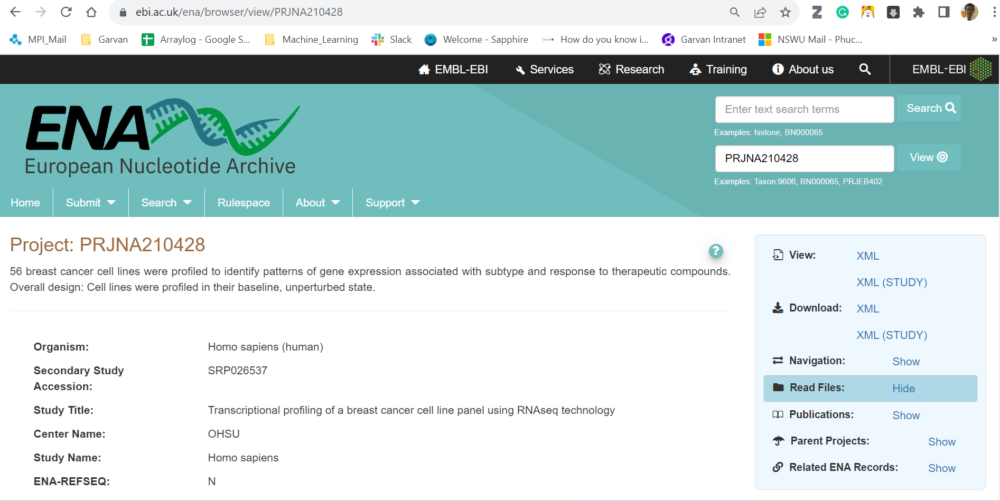 ebi.ac.uk/ena/browser/view/PRJNA210428
MPI_Mail Garvan Arraylog - Google S... Machine_Learning Slack Welcome - Sapphire How do you know i... Garvan Intranet NSWU Mail - Phuc... »
EMBL-EBI Services Research Training About us EMBL-EBI
ENA
European Nucleotide Archive
Enter text search terms Search
Examples: histone, BN000065
PRJNA210428 View
Examples: Taxon:9606, BN000065, PRJEB402
Home Submit Search Rulespace About Support
Project: PRJNA210428
?
56 breast cancer cell lines were profiled to identify patterns of gene expression associated with subtype and response to therapeutic compounds.
Overall design: Cell lines were profiled in their baseline, unperturbed state.
Organism: Homo sapiens (human)
Secondary Study SRP026537
Accession:
Study Title: Transcriptional profiling of a breast cancer cell line panel using RNAseq technology
Center Name: OHSU
Study Name: Homo sapiens
ENA-REFSEQ: N
View: XML
XML (STUDY)
Download: XML
XML (STUDY)
Navigation: Show
Read Files: Hide
Publications: Show
Parent Projects: Show
Related ENA Records: Show